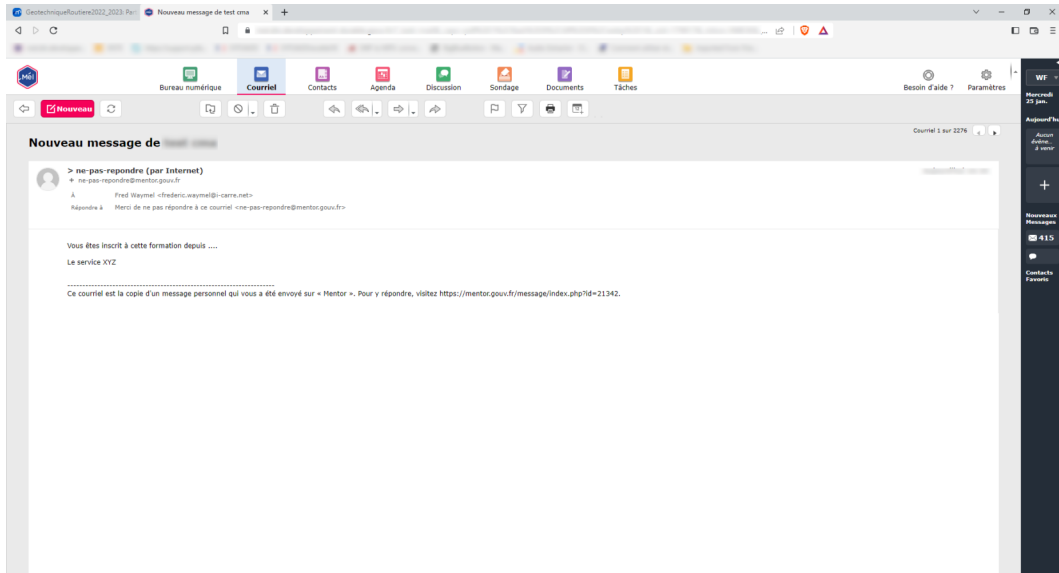 GeotechniqueRoutiere2022_2023: Par
Nouveau message de test cma
Mél
Bureau numérique
Courriel
Contacts
Agenda
Discussion
Sondage
Documents
Tâches
Besoin d'aide ?
Paramètres
Nouveau
Courriel 1 sur 2276
Nouveau message de
> ne-pas-repondre (par Internet)
+ ne-pas-repondre@mentor.gouv.fr
À Fred Waymel <frederic.waymel@i-carre.net>
Répondre à Merci de ne pas répondre à ce courriel <ne-pas-repondre@mentor.gouv.fr>
Vous êtes inscrit à cette formation depuis ....
Le service XYZ
---------------------------------------------------------------------
Ce courriel est la copie d'un message personnel qui vous a été envoyé sur « Mentor ». Pour y répondre, visitez https://mentor.gouv.fr/message/index.php?id=21342.
WF
Mercredi
25 jan.
Aujourd'hu
Aucun
évène...
à venir
Nouveaux
Messages
415
Contacts
Favoris